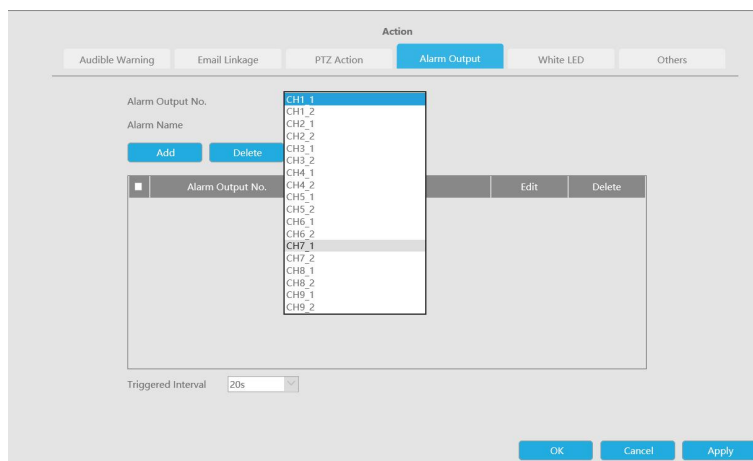 Action
Audible Warning Email Linkage PTZ Action Alarm Output White LED Others
Alarm Output No.
Alarm Name
CH1_1
CH1_2
CH2_1
CH2_2
CH3_1
CH3_2
CH4_1
CH4_2
CH5_1
CH5_2
CH6_1
CH6_2
CH7_1
CH7_2
CH8_1
CH8_2
CH9_1
CH9_2
Add Delete
Alarm Output No. Edit Delete
Triggered Interval 20s
OK Cancel Apply